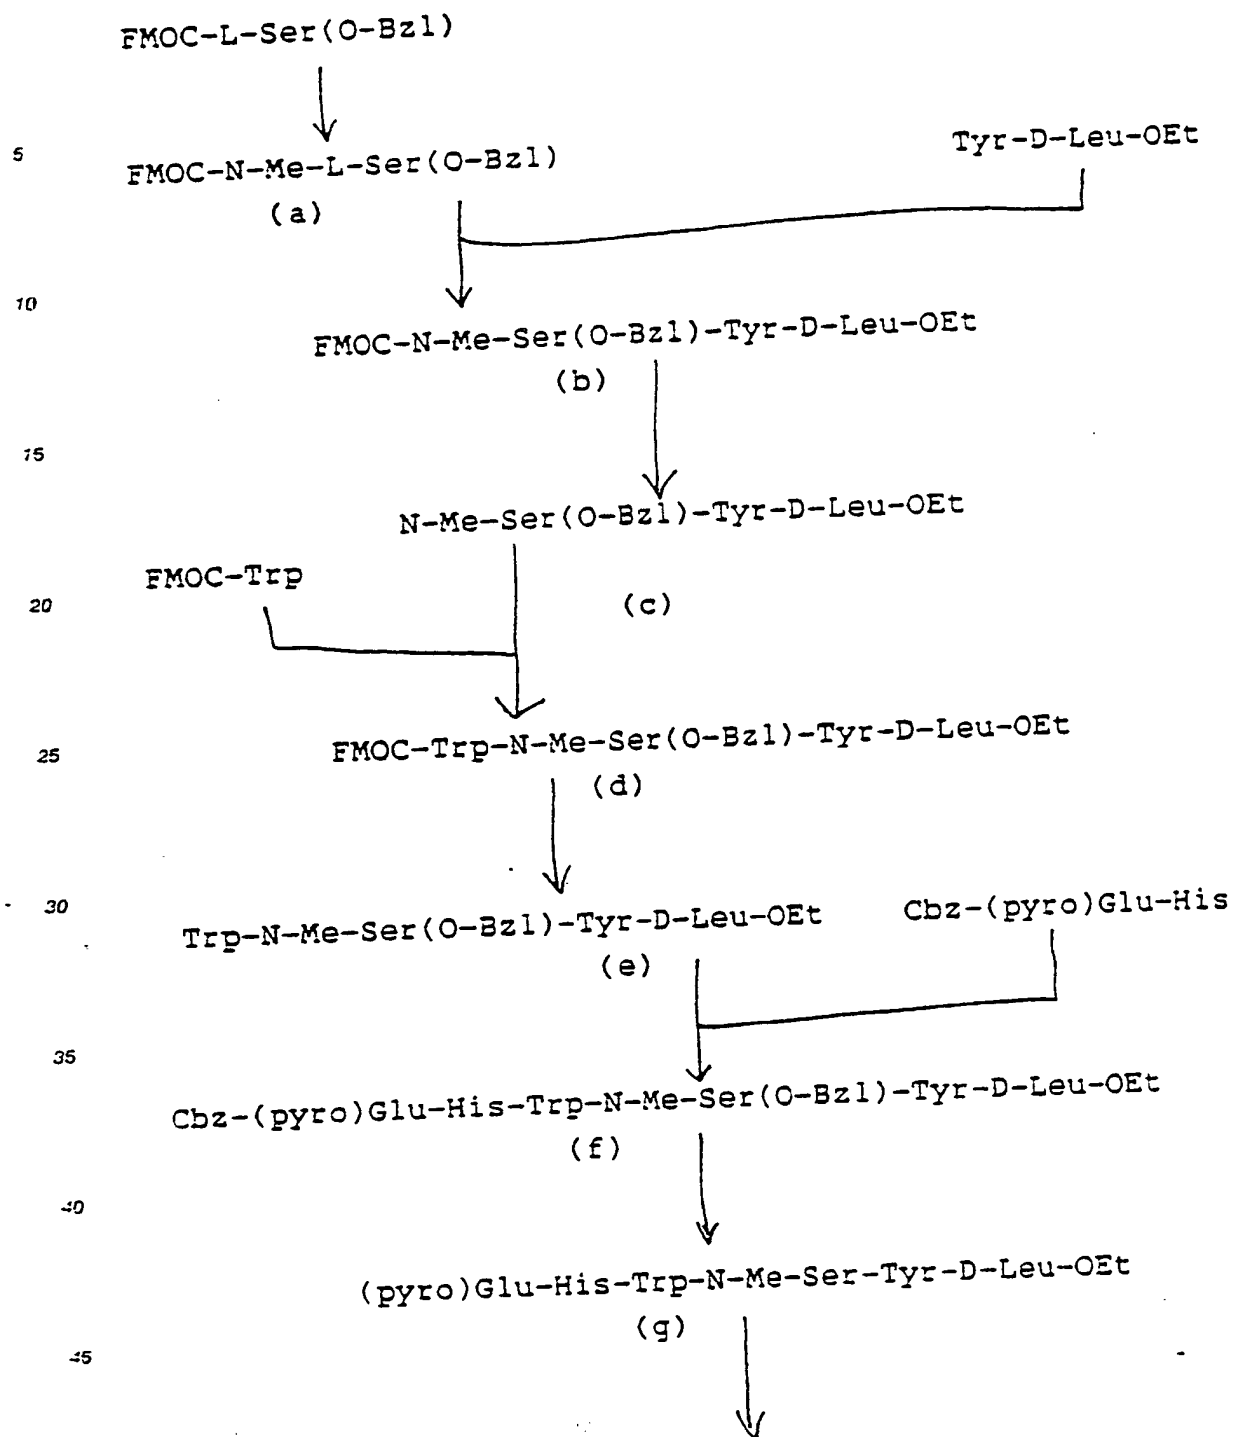 FMOC-L-Ser(O-Bzl)
5
Tyr-D-Leu-OEt
FMOC-N-Me-L-Ser(O-Bzl)
(a)
10
FMOC-N-Me-Ser(O-Bzl)-Tyr-D-Leu-OEt
(b)
15
N-Me-Ser(O-Bzl)-Tyr-D-Leu-OEt
FMOC-Trp
20
(c)
FMOC-Trp-N-Me-Ser(O-Bzl)-Tyr-D-Leu-OEt
25
(d)
30
Trp-N-Me-Ser(O-Bzl)-Tyr-D-Leu-OEt Cbz-(pyro)Glu-His
(e)
35
Cbz-(pyro)Glu-His-Trp-N-Me-Ser(O-Bzl)-Tyr-D-Leu-OEt
(f)
40
(pyro)Glu-His-Trp-N-Me-Ser-Tyr-D-Leu-OEt
(g)
45